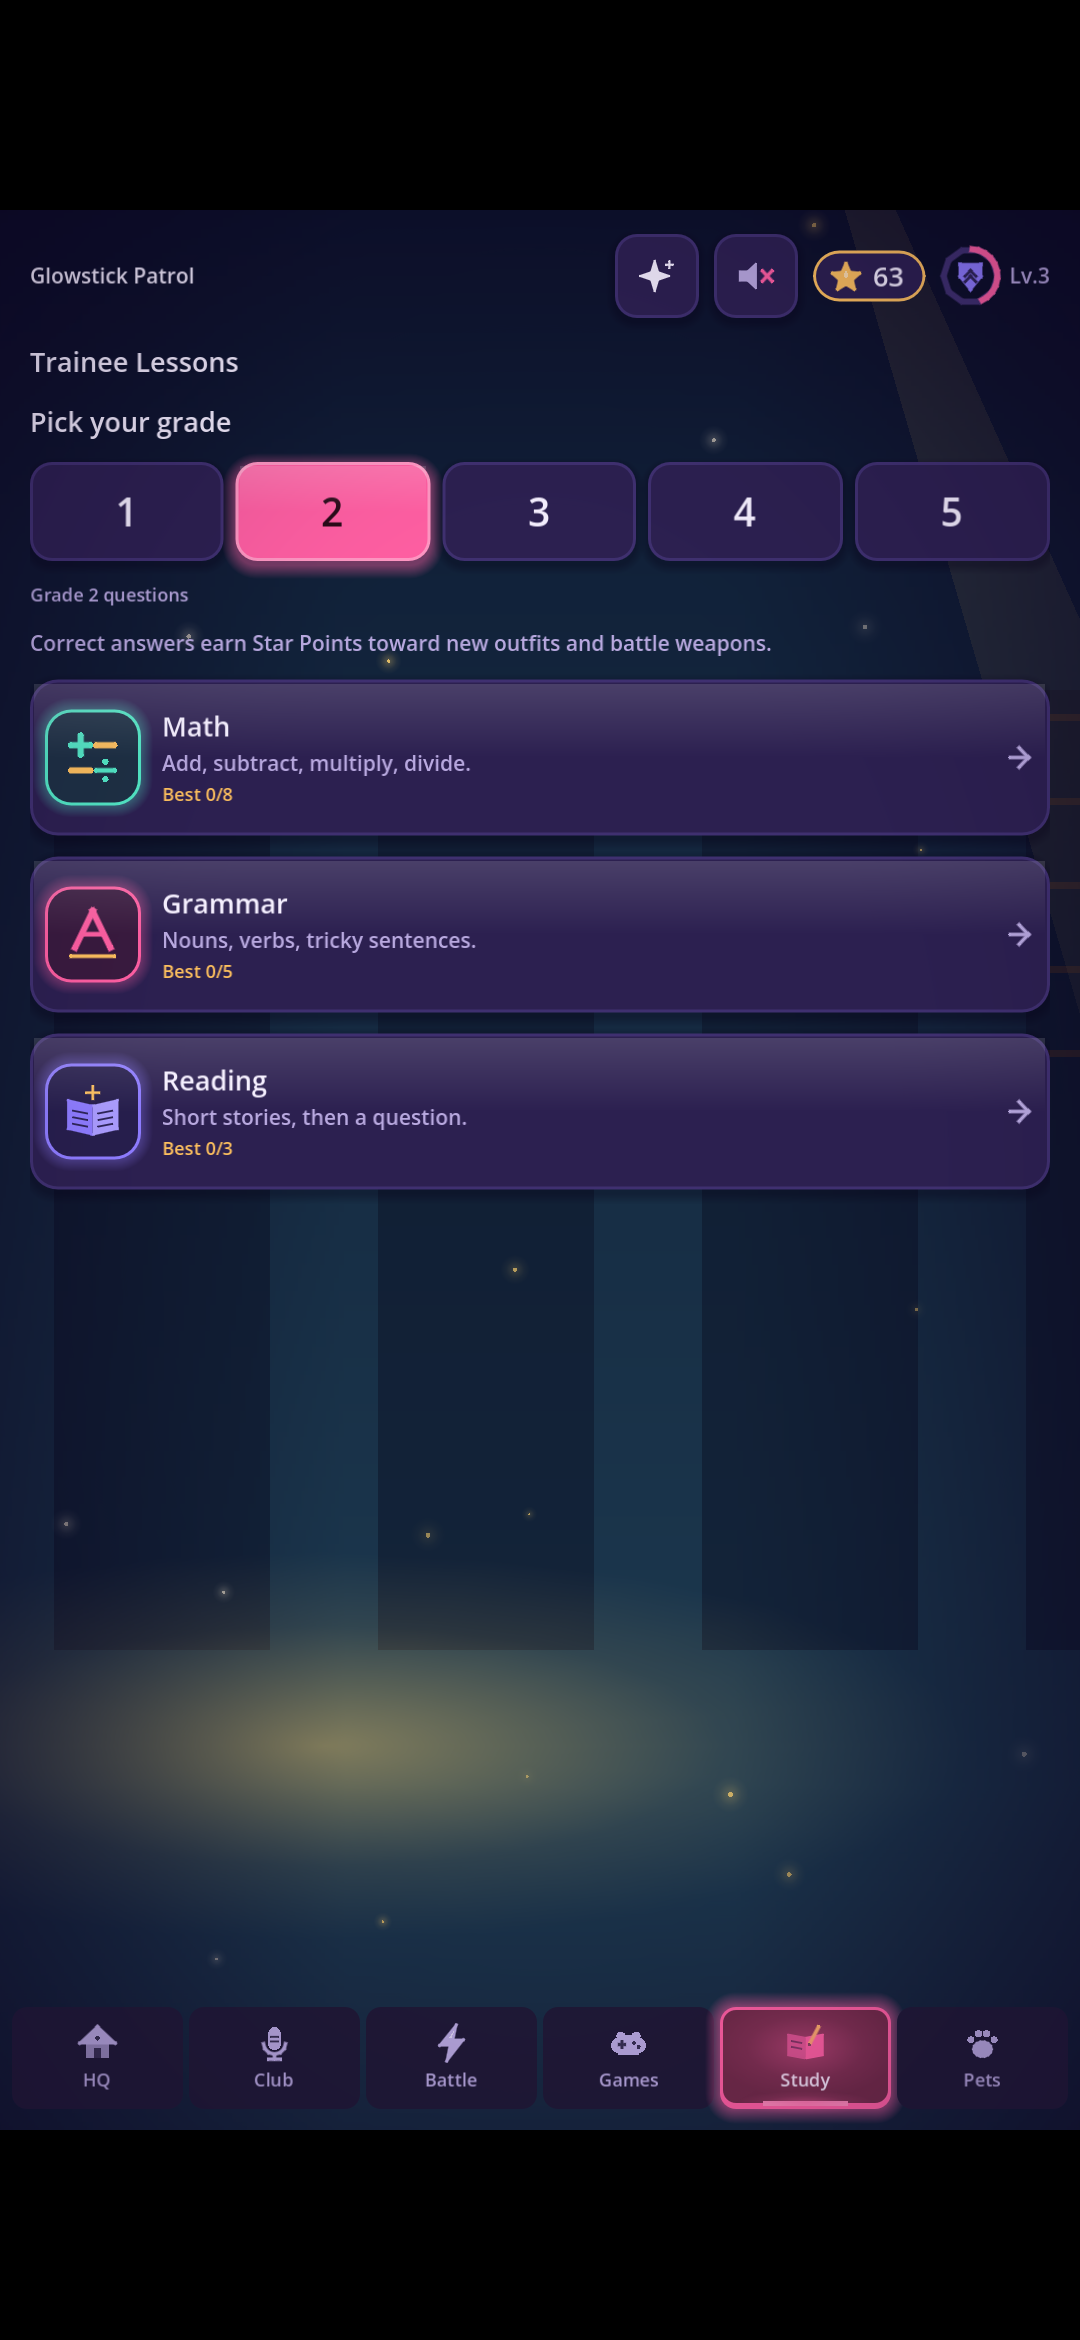 Glowstick Patrol
63
Lv.3
Trainee Lessons
Pick your grade
1
2
3
4
5
Grade 2 questions
Correct answers earn Star Points toward new outfits and battle weapons.
Math
Add, subtract, multiply, divide.
Best 0/8
Grammar
Nouns, verbs, tricky sentences.
Best 0/5
Reading
Short stories, then a question.
Best 0/3
HQ
Club
Battle
Games
Study
Pets